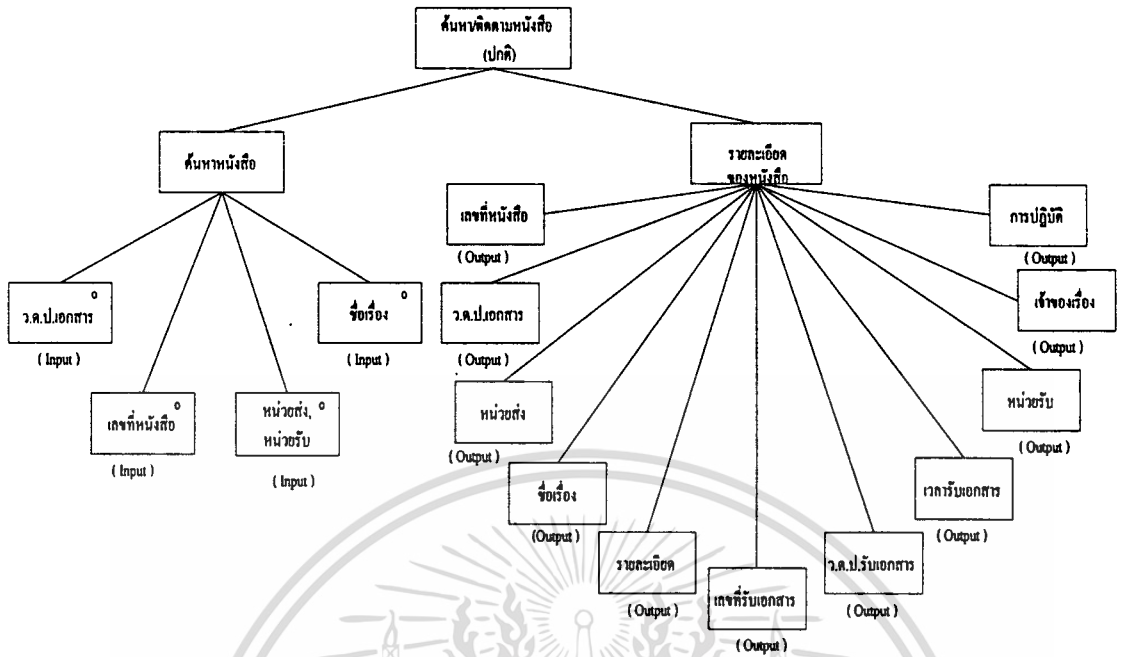 ค้นหา/ติดตามหนังสือ
(ปกติ)
ค้นหาหนังสือ
รายละเอียด
ของหนังสือ
ว.ด.ป.เอกสาร
(Input)
เลขที่หนังสือ
(Input)
หน่วยส่ง,
หน่วยรับ
(Input)
ชื่อเรื่อง
(Input)
เลขที่หนังสือ
(Output)
ว.ด.ป.เอกสาร
(Output)
หน่วยส่ง
(Output)
ชื่อเรื่อง
(Output)
รายละเอียด
(Output)
เลขที่รับเอกสาร
(Output)
ว.ด.ป.รับเอกสาร
(Output)
เวลารับเอกสาร
(Output)
หน่วยรับ
(Output)
เจ้าของเรื่อง
(Output)
การปฏิบัติ
(Output)